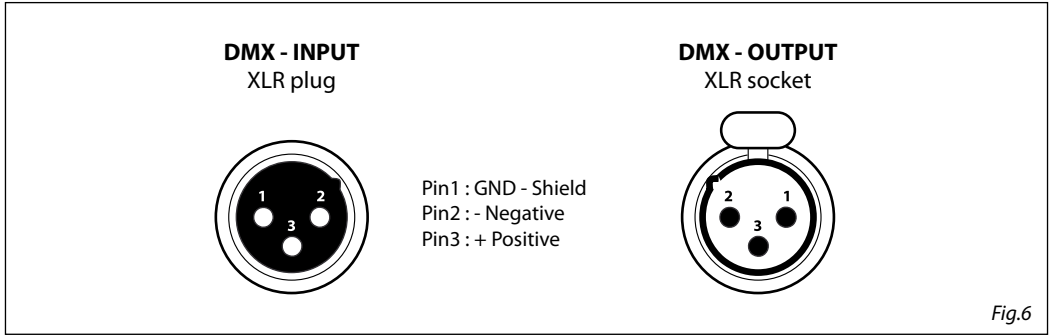 DMX - INPUT
XLR plug
1 2
3
Pin1 : GND - Shield
Pin2 : - Negative
Pin3 : + Positive
DMX - OUTPUT
XLR socket
2 1
3
Fig.6